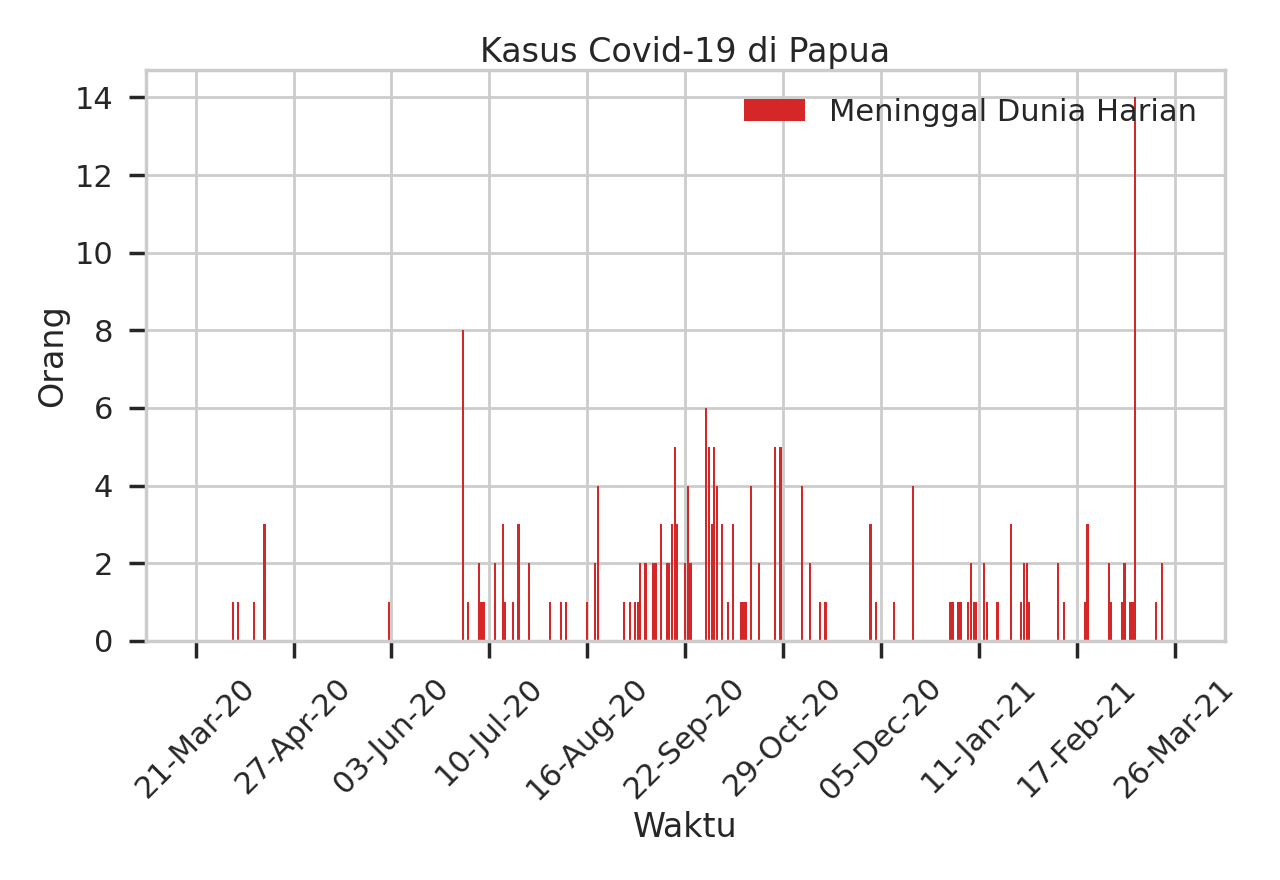 Kasus Covid-19 di Papua
Meninggal Dunia Harian
14
12
10
8
6
4
2
0
Orang
21-Mar-20
27-Apr-20
03-Jun-20
10-Jul-20
16-Aug-20
22-Sep-20
29-Oct-20
05-Dec-20
11-Jan-21
17-Feb-21
26-Mar-21
Waktu